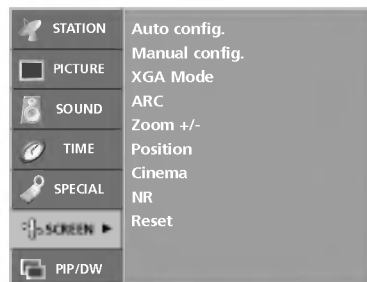 STATION
PICTURE
SOUND
TIME
SPECIAL
SCREEN ►
PIP/DW
Auto config.
Manual config.
XGA Mode
ARC
Zoom +/-
Position
Cinema
NR
Reset